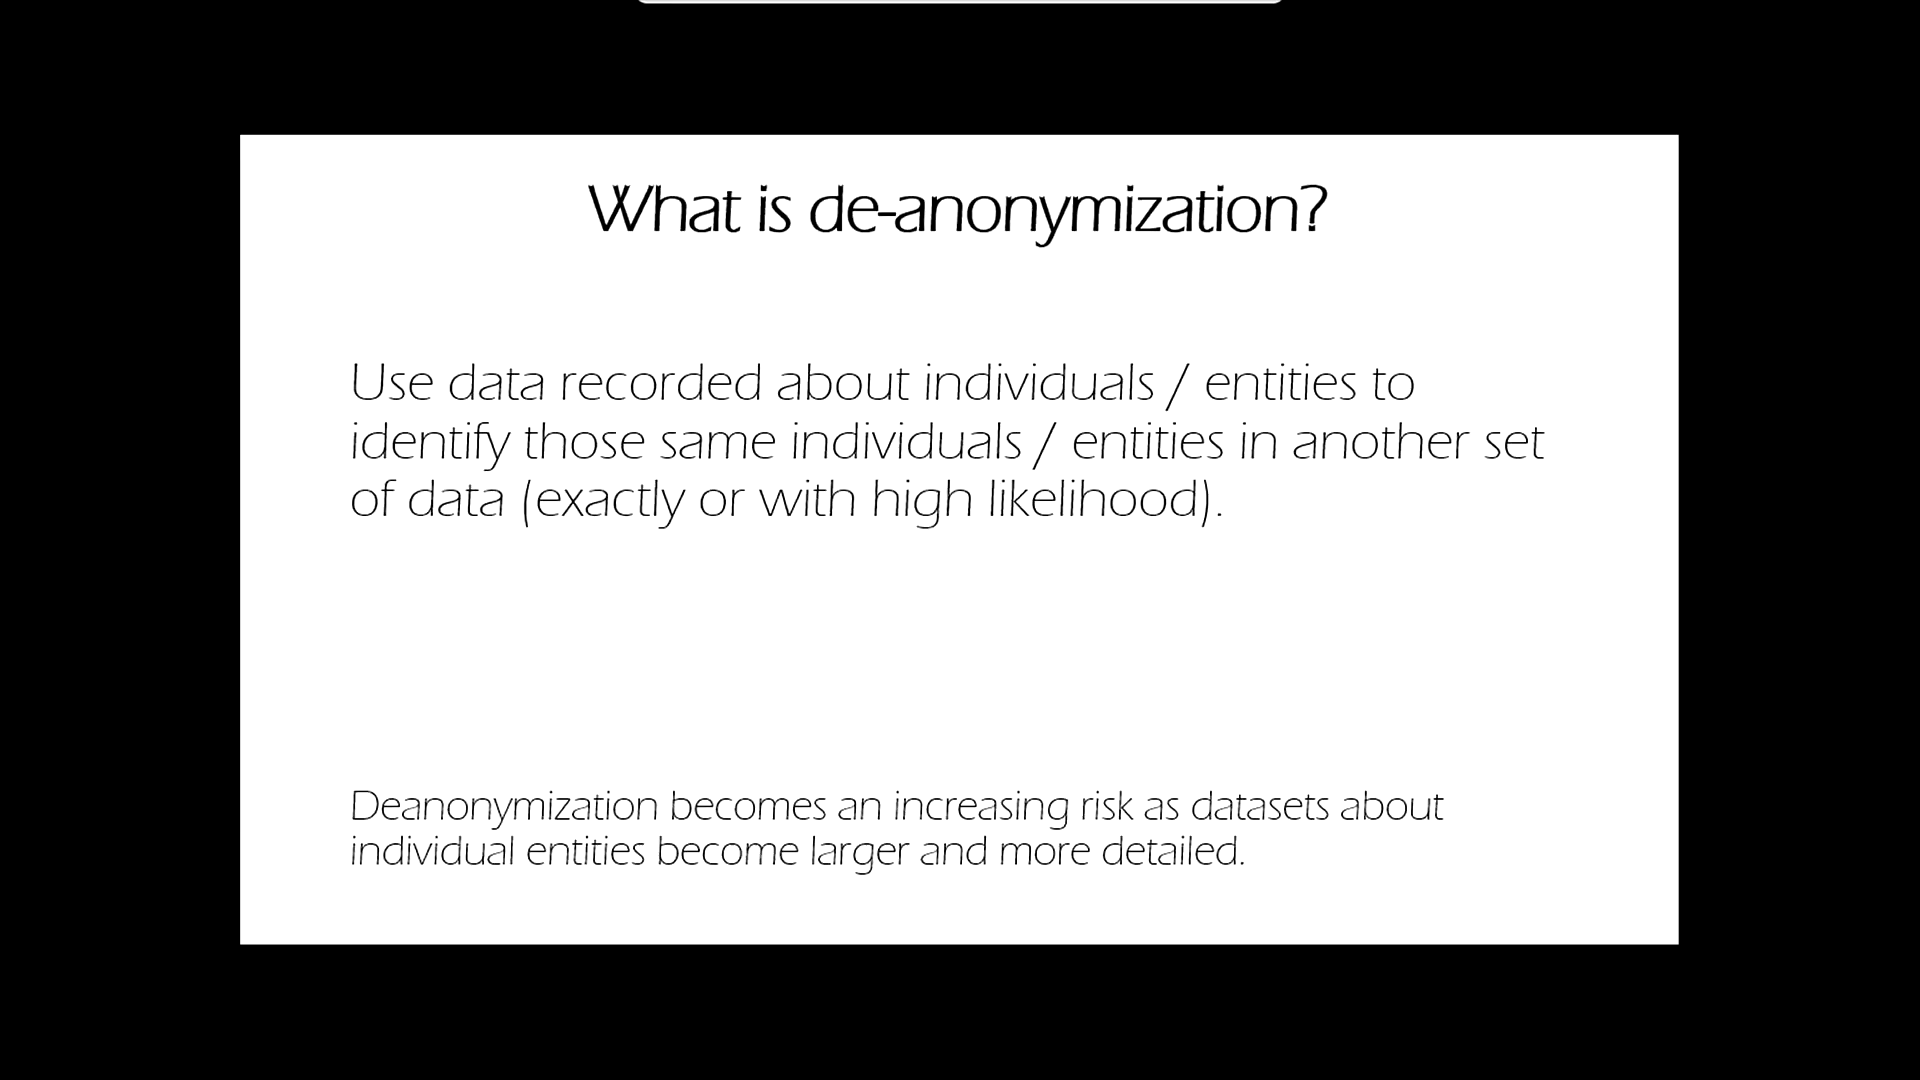 What is de-anonymization?
Use data recorded about individuals / entities to
identify those same individuals / entities in another set
of data (exactly or with high likelihood).
Deanonymization becomes an increasing risk as datasets about
individual entities become larger and more detailed.